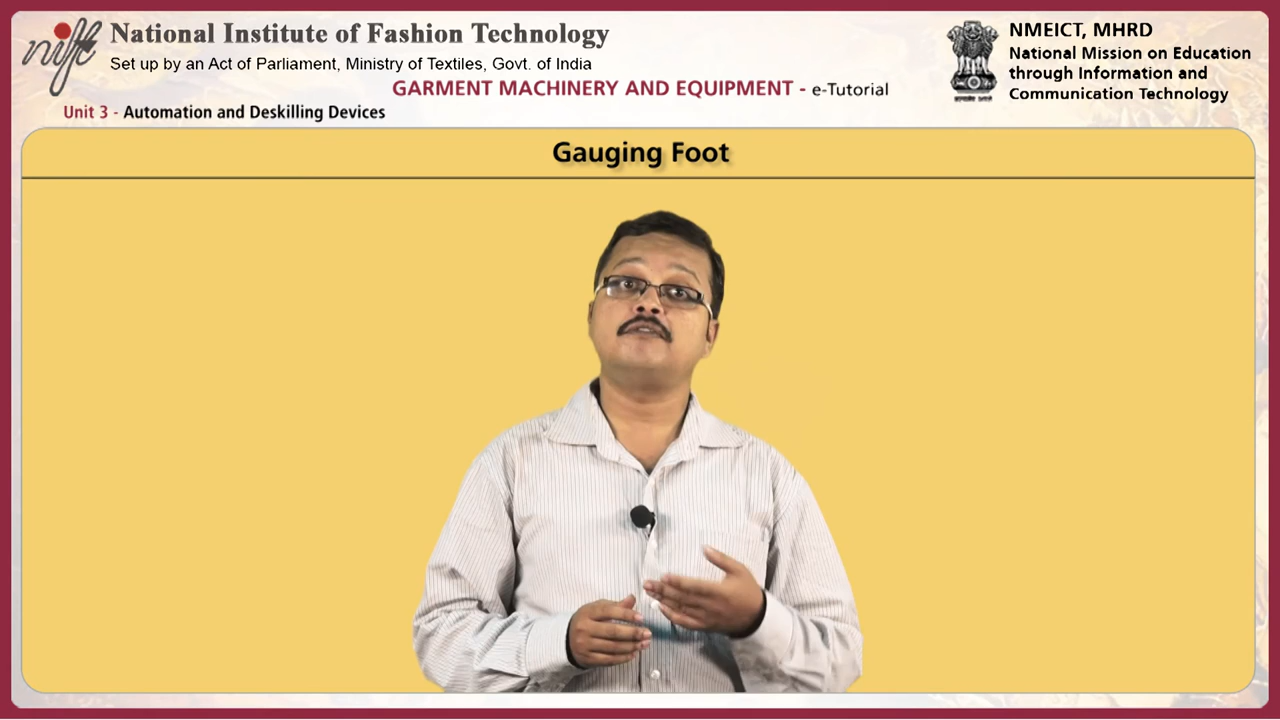 nift
National Institute of Fashion Technology
Set up by an Act of Parliament, Ministry of Textiles, Govt. of India
GARMENT MACHINERY AND EQUIPMENT - e-Tutorial
Unit 3 - Automation and Deskilling Devices
NMEICT, MHRD
National Mission on Education
through Information and
Communication Technology
Gauging Foot